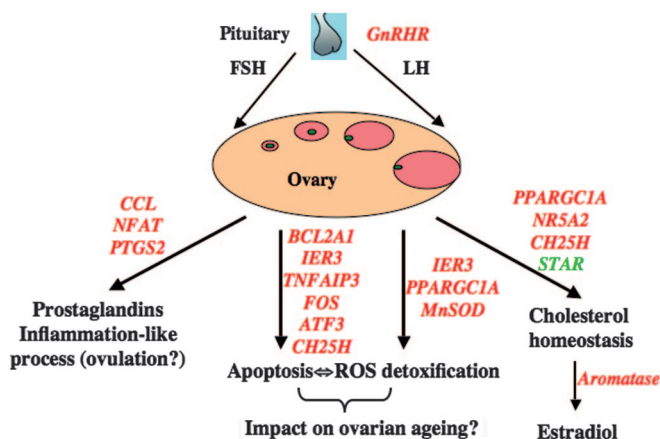 Pituitary
GnRHR
FSH
LH
Ovary
CCL
NFAT
PTGS2
BCL2A1
IER3
TNFAIP3
FOS
ATF3
CH25H
IER3
PPARGC1A
MnSOD
PPARGC1A
NR5A2
CH25H
STAR
Prostaglandins
Inflammation-like
process (ovulation?)
Apoptosis⇔ROS detoxification
Cholesterol
homeostasis
Aromatase
Impact on ovarian ageing?
Estradiol